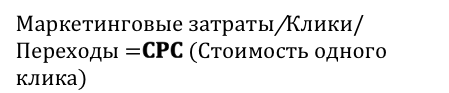 Маркетинговые затраты/Клики/
Переходы =CPC (Стоимость одного
клика)